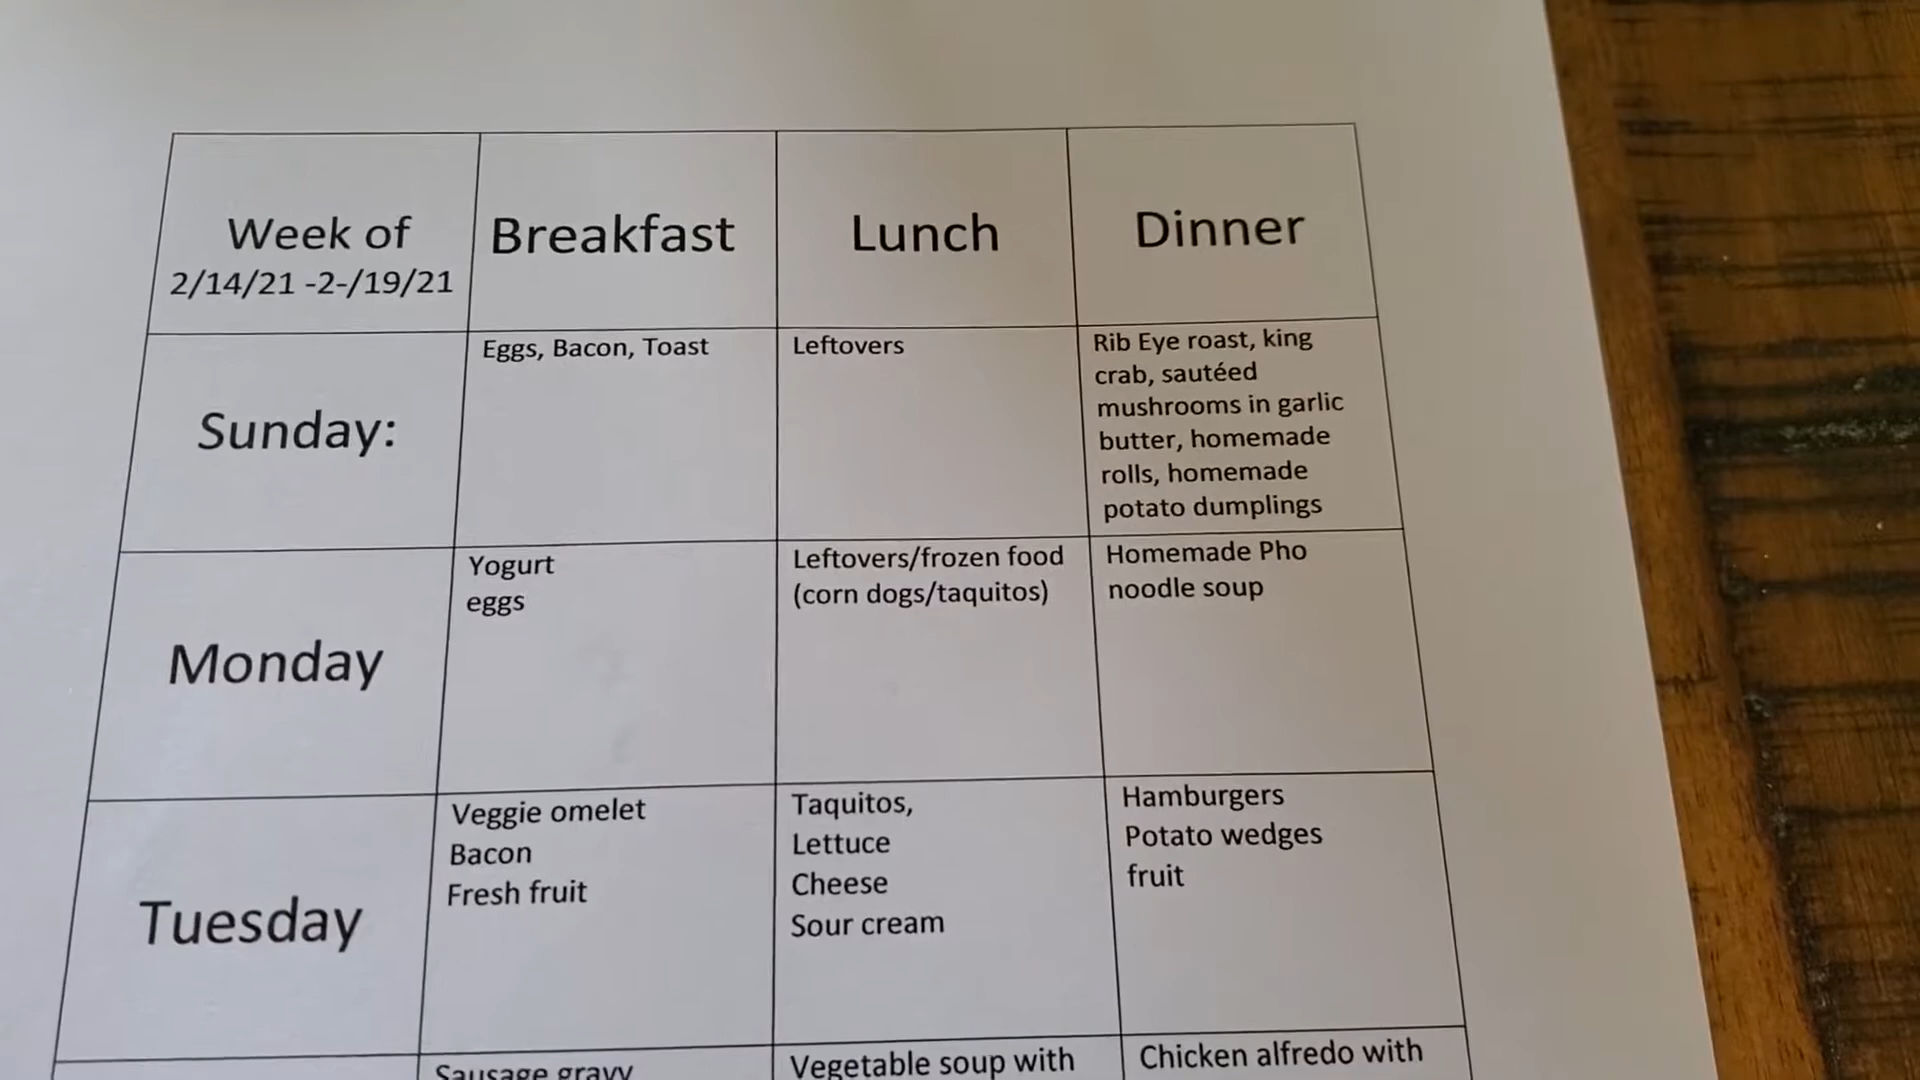 Week of
2/14/21 -2-/19/21
Breakfast
Lunch
Dinner
Sunday:
Eggs, Bacon, Toast
Leftovers
Rib Eye roast, king
crab, sautéed
mushrooms in garlic
butter, homemade
rolls, homemade
potato dumplings
Monday
Yogurt
eggs
Leftovers/frozen food
(corn dogs/taquitos)
Homemade Pho
noodle soup
Tuesday
Veggie omelet
Bacon
Fresh fruit
Taquitos,
Lettuce
Cheese
Sour cream
Hamburgers
Potato wedges
fruit
Sausage gravy
Vegetable soup with
Chicken alfredo with